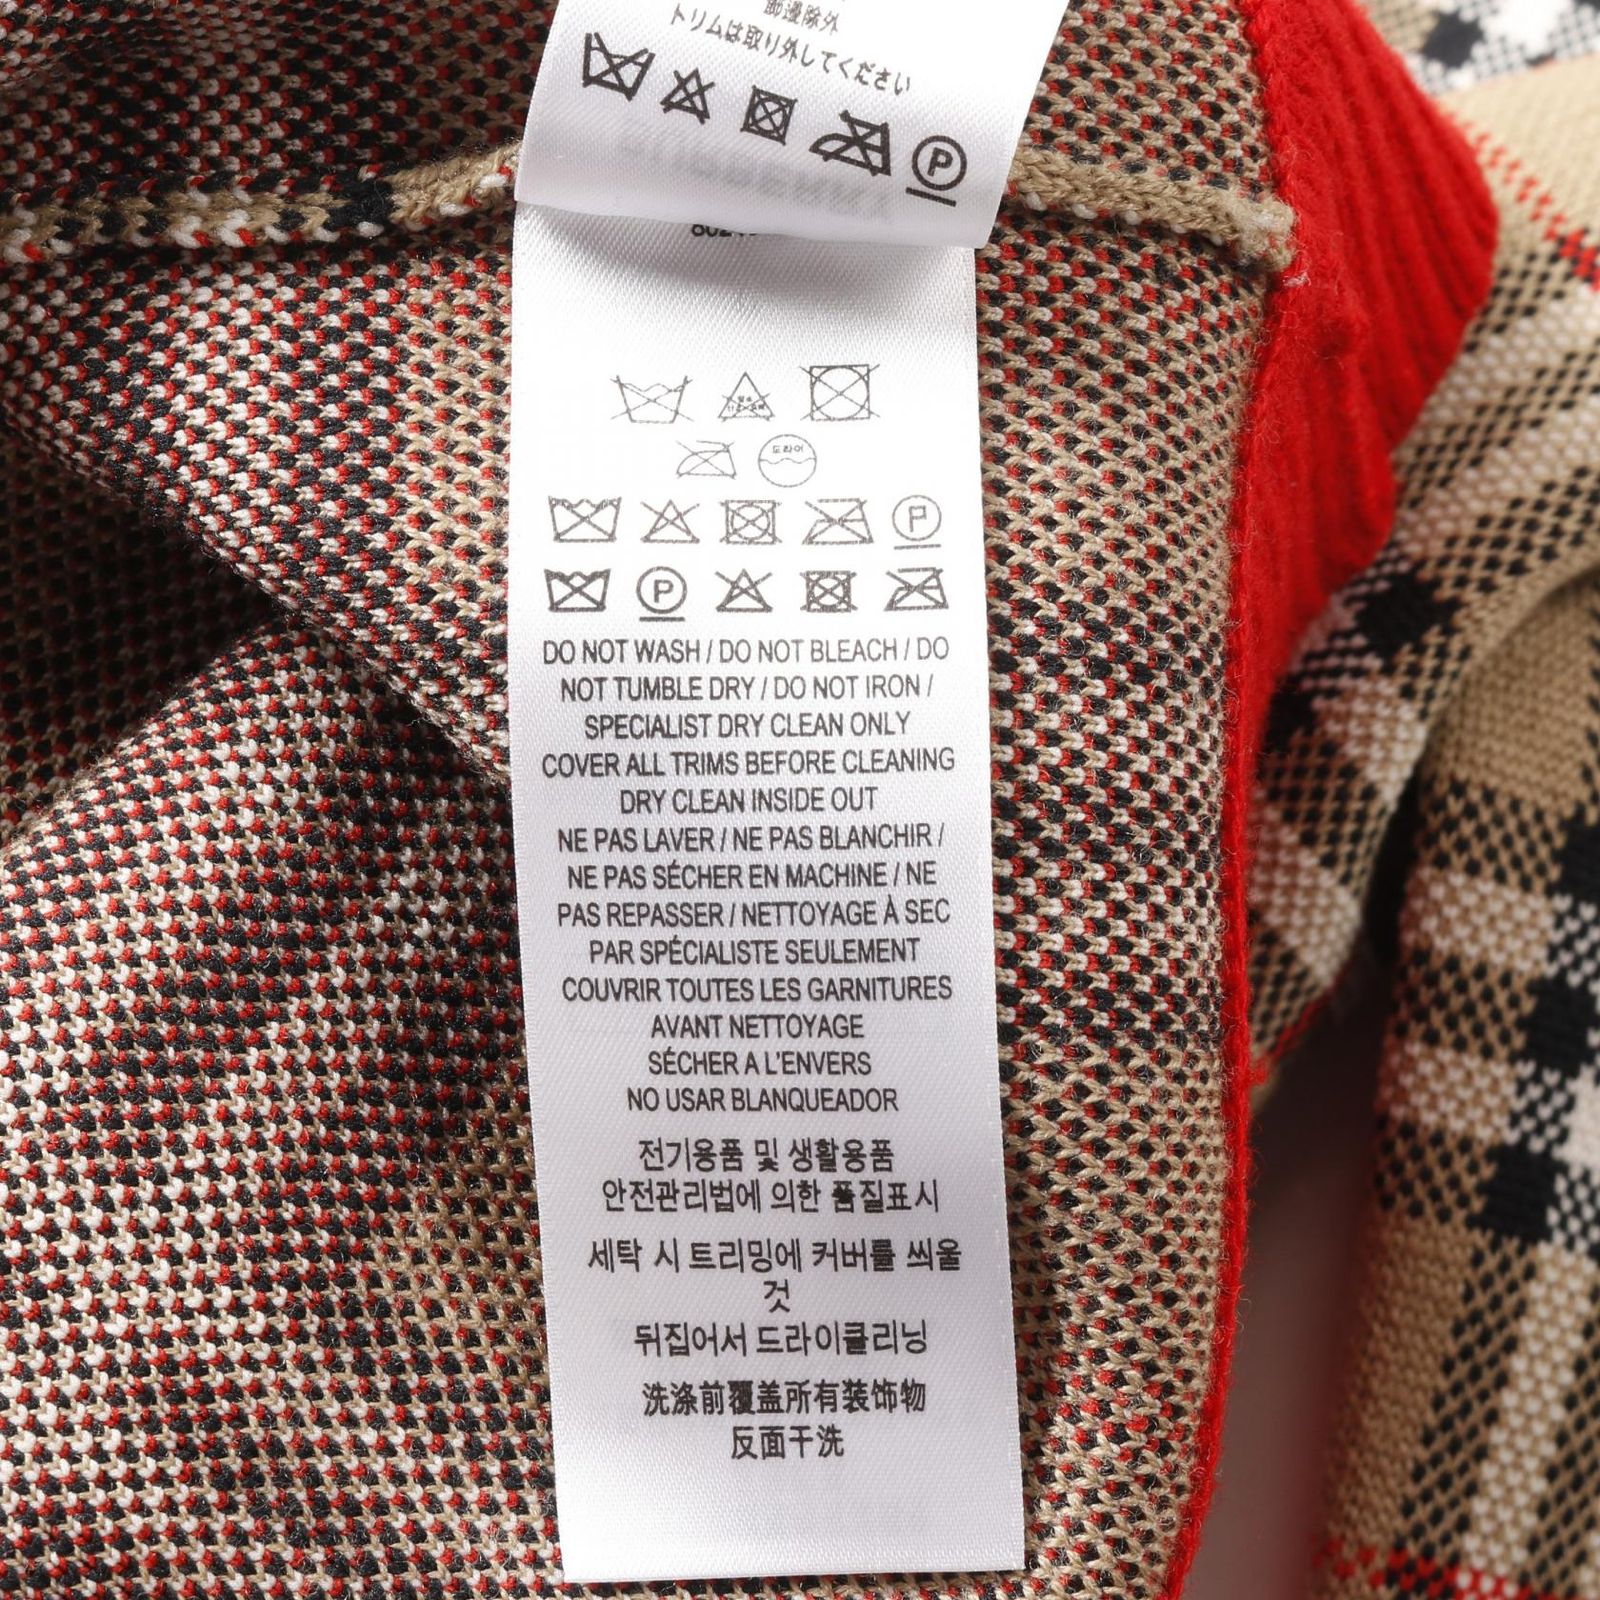 トリムは取り外してください
P
도라이
P
P
DO NOT WASH / DO NOT BLEACH / DO
NOT TUMBLE DRY / DO NOT IRON /
SPECIALIST DRY CLEAN ONLY
COVER ALL TRIMS BEFORE CLEANING
DRY CLEAN INSIDE OUT
NE PAS LAVER / NE PAS BLANCHIR /
NE PAS SÉCHER EN MACHINE / NE
PAS REPASSER / NETTOYAGE À SEC
PAR SPÉCIALISTE SEULEMENT
COUVRIR TOUTES LES GARNITURES
AVANT NETTOYAGE
SÉCHER A L'ENVERS
NO USAR BLANQUEADOR
전기용품 및 생활용품
안전관리법에 의한 품질표시
세탁 시 트리밍에 커버를 씌울
것
뒤집어서 드라이클리닝
洗涤前覆盖所有装饰物
反面干洗